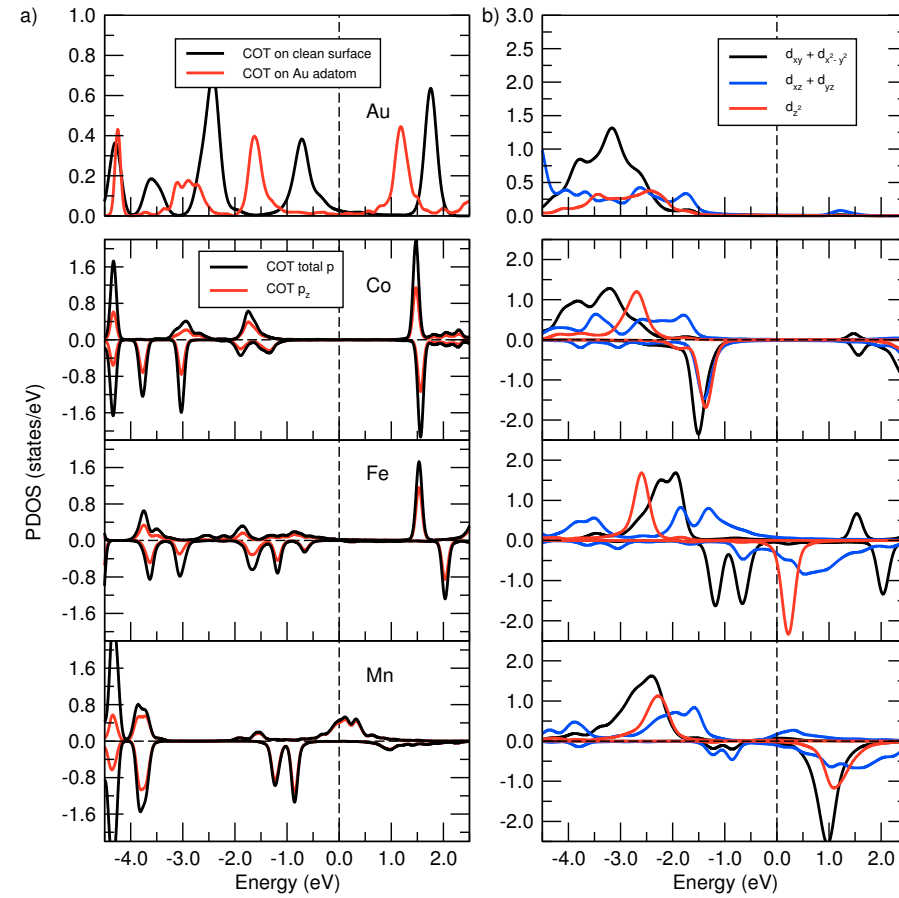 a)
b)
PDOS (states/eV)
1.0
0.8
0.6
0.4
0.2
0.0
COT on clean surface
COT on Au adatom
Au
3.0
2.5
2.0
1.5
1.0
0.5
0.0
d_xy + d_x²-y²
d_xz + d_yz
d_z²
1.6
0.8
0.0
-0.8
-1.6
COT total p
COT p_z
Co
2.0
1.0
0.0
-1.0
-2.0
1.6
0.8
0.0
-0.8
-1.6
Fe
2.0
1.0
0.0
-1.0
-2.0
1.6
0.8
0.0
-0.8
-1.6
Mn
2.0
1.0
0.0
-1.0
-2.0
-4.0 -3.0 -2.0 -1.0 0.0 1.0 2.0
Energy (eV)
-4.0 -3.0 -2.0 -1.0 0.0 1.0 2.0
Energy (eV)